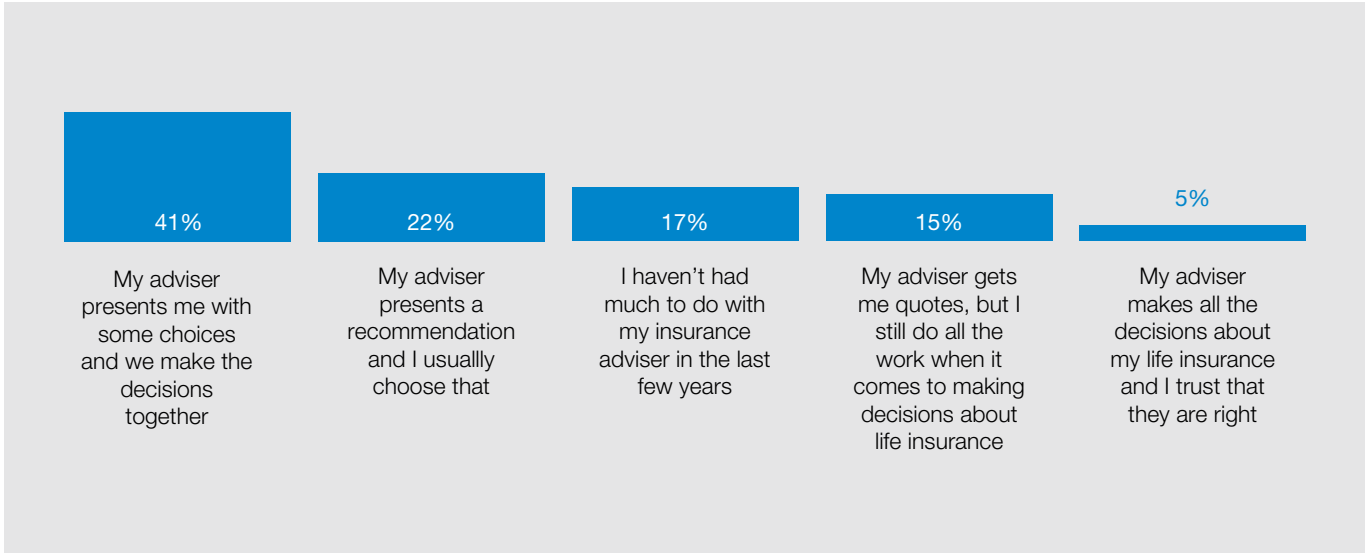 41%
22%
17%
15%
5%
My adviser
presents me with
some choices
and we make the
decisions
together
My adviser
presents a
recommendation
and I usuallly
choose that
I haven’t had
much to do with
my insurance
adviser in the last
few years
My adviser gets
me quotes, but I
still do all the
work when it
comes to making
decisions about
life insurance
My adviser
makes all the
decisions about
my life insurance
and I trust that
they are right